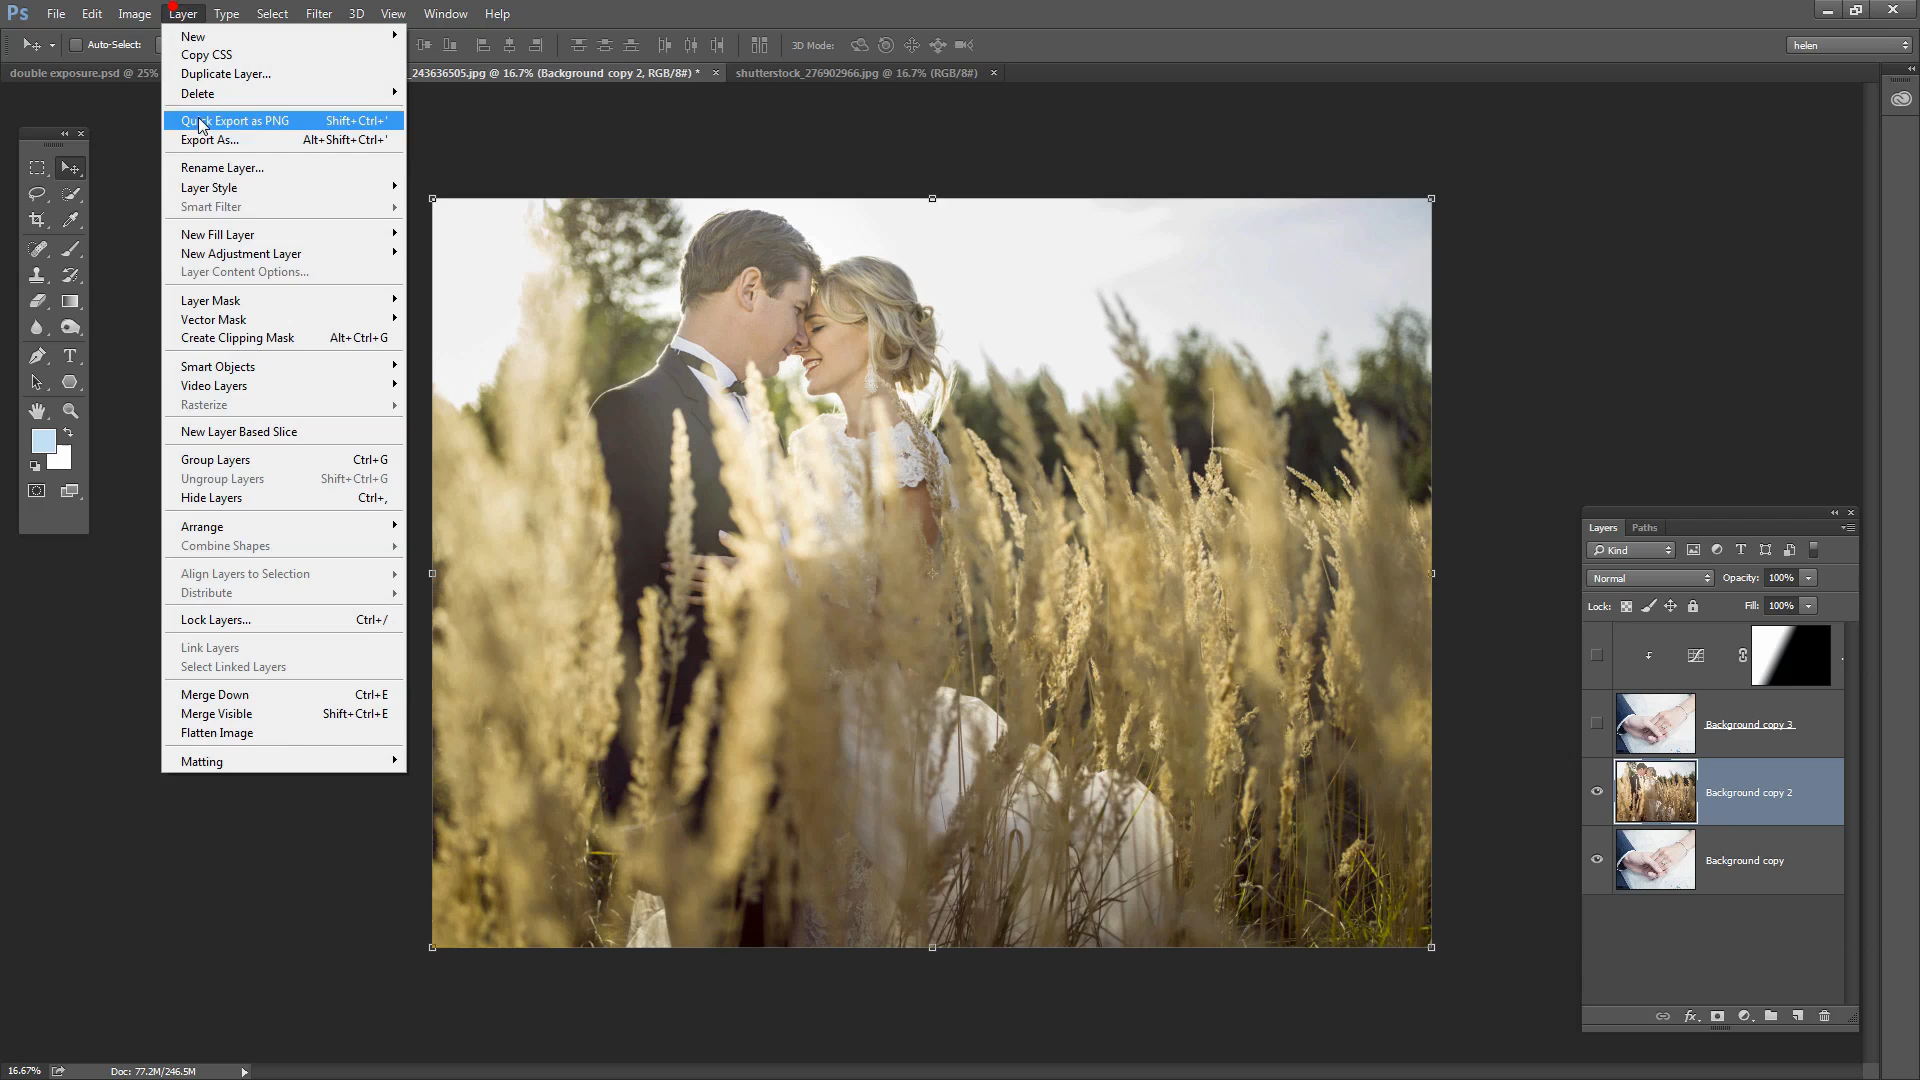 Ps File Edit Image Layer Type Select Filter 3D View Window Help
Auto-Select: 3D Mode: helen
double exposure.psd @ 25% _243636505.jpg @ 16.7% (Background copy 2, RGB/8#) * shutterstock_276902966.jpg @ 16.7% (RGB/8#)
New
Copy CSS
Duplicate Layer...
Delete
Quick Export as PNG Shift+Ctrl+'
Export As... Alt+Shift+Ctrl+'
Rename Layer...
Layer Style
Smart Filter
New Fill Layer
New Adjustment Layer
Layer Content Options...
Layer Mask
Vector Mask
Create Clipping Mask Alt+Ctrl+G
Smart Objects
Video Layers
Rasterize
New Layer Based Slice
Group Layers Ctrl+G
Ungroup Layers Shift+Ctrl+G
Hide Layers Ctrl+,
Arrange
Combine Shapes
Align Layers to Selection
Distribute
Lock Layers... Ctrl+/
Link Layers
Select Linked Layers
Merge Down Ctrl+E
Merge Visible Shift+Ctrl+E
Flatten Image
Matting
Layers Paths
Kind
Normal Opacity: 100%
Lock: Fill: 100%
Background copy 3
Background copy 2
Background copy
fx
16.67% Doc: 77.2M/246.5M